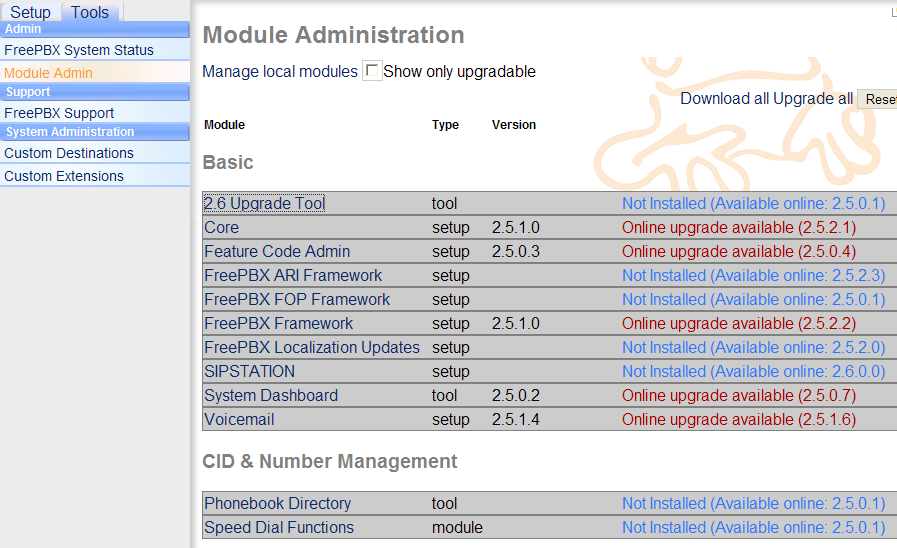 Setup Tools
Admin
FreePBX System Status
Module Admin
Support
FreePBX Support
System Administration
Custom Destinations
Custom Extensions
Module Administration
Manage local modules Show only upgradable
Download all Upgrade all
Module Type Version
Basic
2.6 Upgrade Tool tool Not Installed (Available online: 2.5.0.1)
Core setup 2.5.1.0 Online upgrade available (2.5.2.1)
Feature Code Admin setup 2.5.0.3 Online upgrade available (2.5.0.4)
FreePBX ARI Framework setup Not Installed (Available online: 2.5.2.3)
FreePBX FOP Framework setup Not Installed (Available online: 2.5.0.1)
FreePBX Framework setup 2.5.1.0 Online upgrade available (2.5.2.2)
FreePBX Localization Updates setup Not Installed (Available online: 2.5.2.0)
SIPSTATION setup Not Installed (Available online: 2.6.0.0)
System Dashboard tool 2.5.0.2 Online upgrade available (2.5.0.7)
Voicemail setup 2.5.1.4 Online upgrade available (2.5.1.6)
CID & Number Management
Phonebook Directory tool Not Installed (Available online: 2.5.0.1)
Speed Dial Functions module Not Installed (Available online: 2.5.0.1)